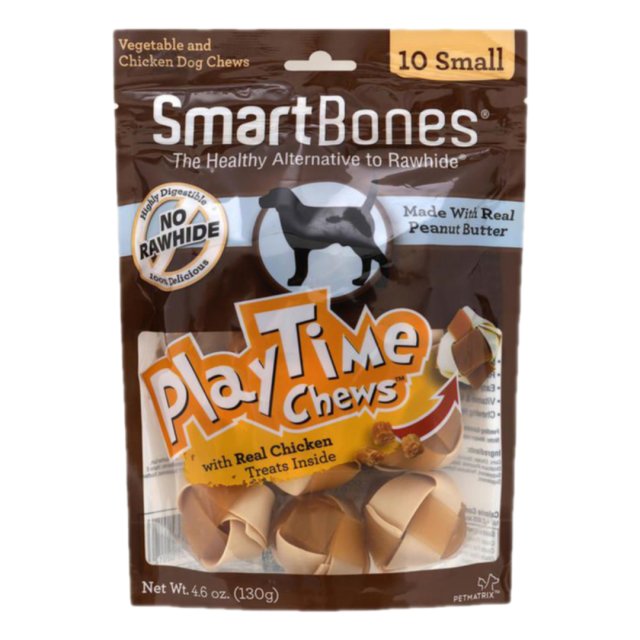 Vegetable and
Chicken Dog Chews
10 Small
SmartBones®
The Healthy Alternative to Rawhide®
Highly Digestible
NO
RAWHIDE
100% Delicious
Made With Real
Peanut Butter
PlayTime
Chews™
with Real Chicken
Treats Inside
Net Wt. 4.6 oz. (130g)
PETMATRIX™